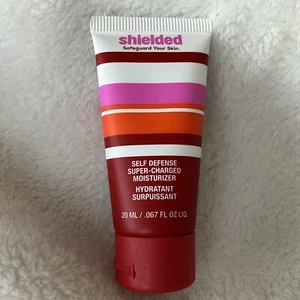 shielded
Safeguard Your Skin.
SELF DEFENSE
SUPER-CHARGED
MOISTURIZER
HYDRATANT
SURPUISSANT
20 ML / .067 FL OZ LIQ.